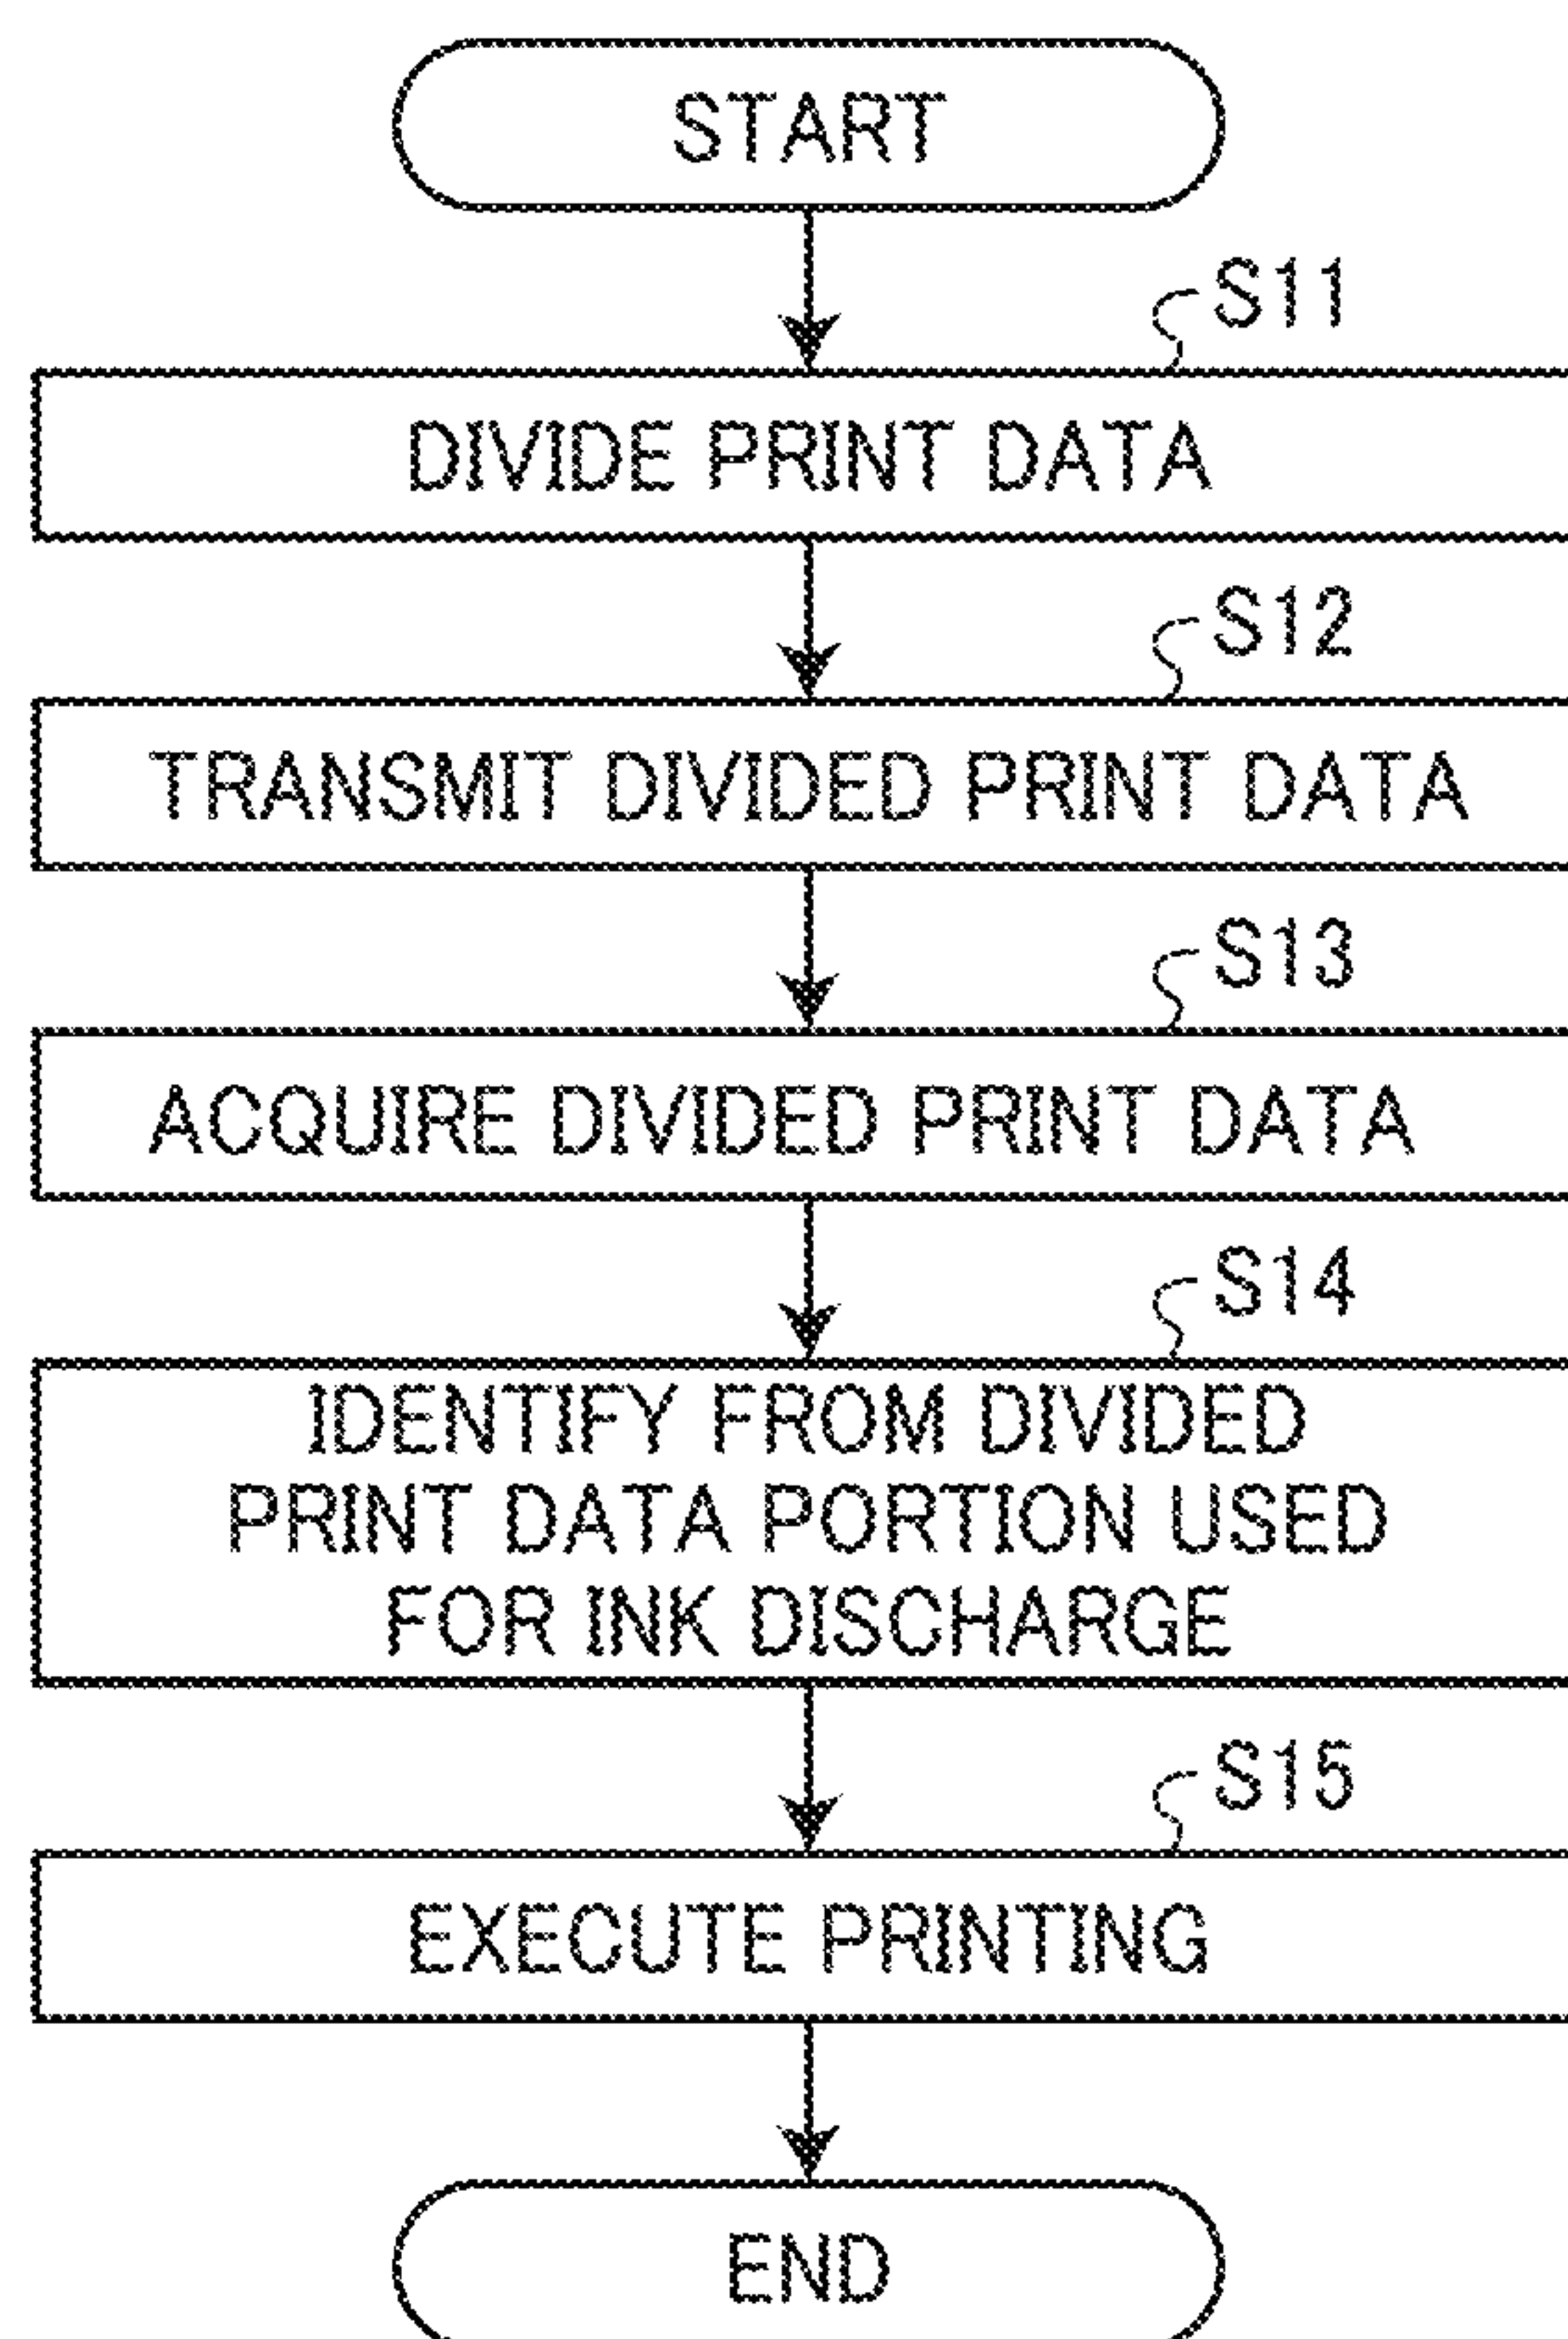 START
S11
DIVIDE PRINT DATA
S12
TRANSMIT DIVIDED PRINT DATA
S13
ACQUIRE DIVIDED PRINT DATA
S14
IDENTIFY FROM DIVIDED
PRINT DATA PORTION USED
FOR INK DISCHARGE
S15
EXECUTE PRINTING
END